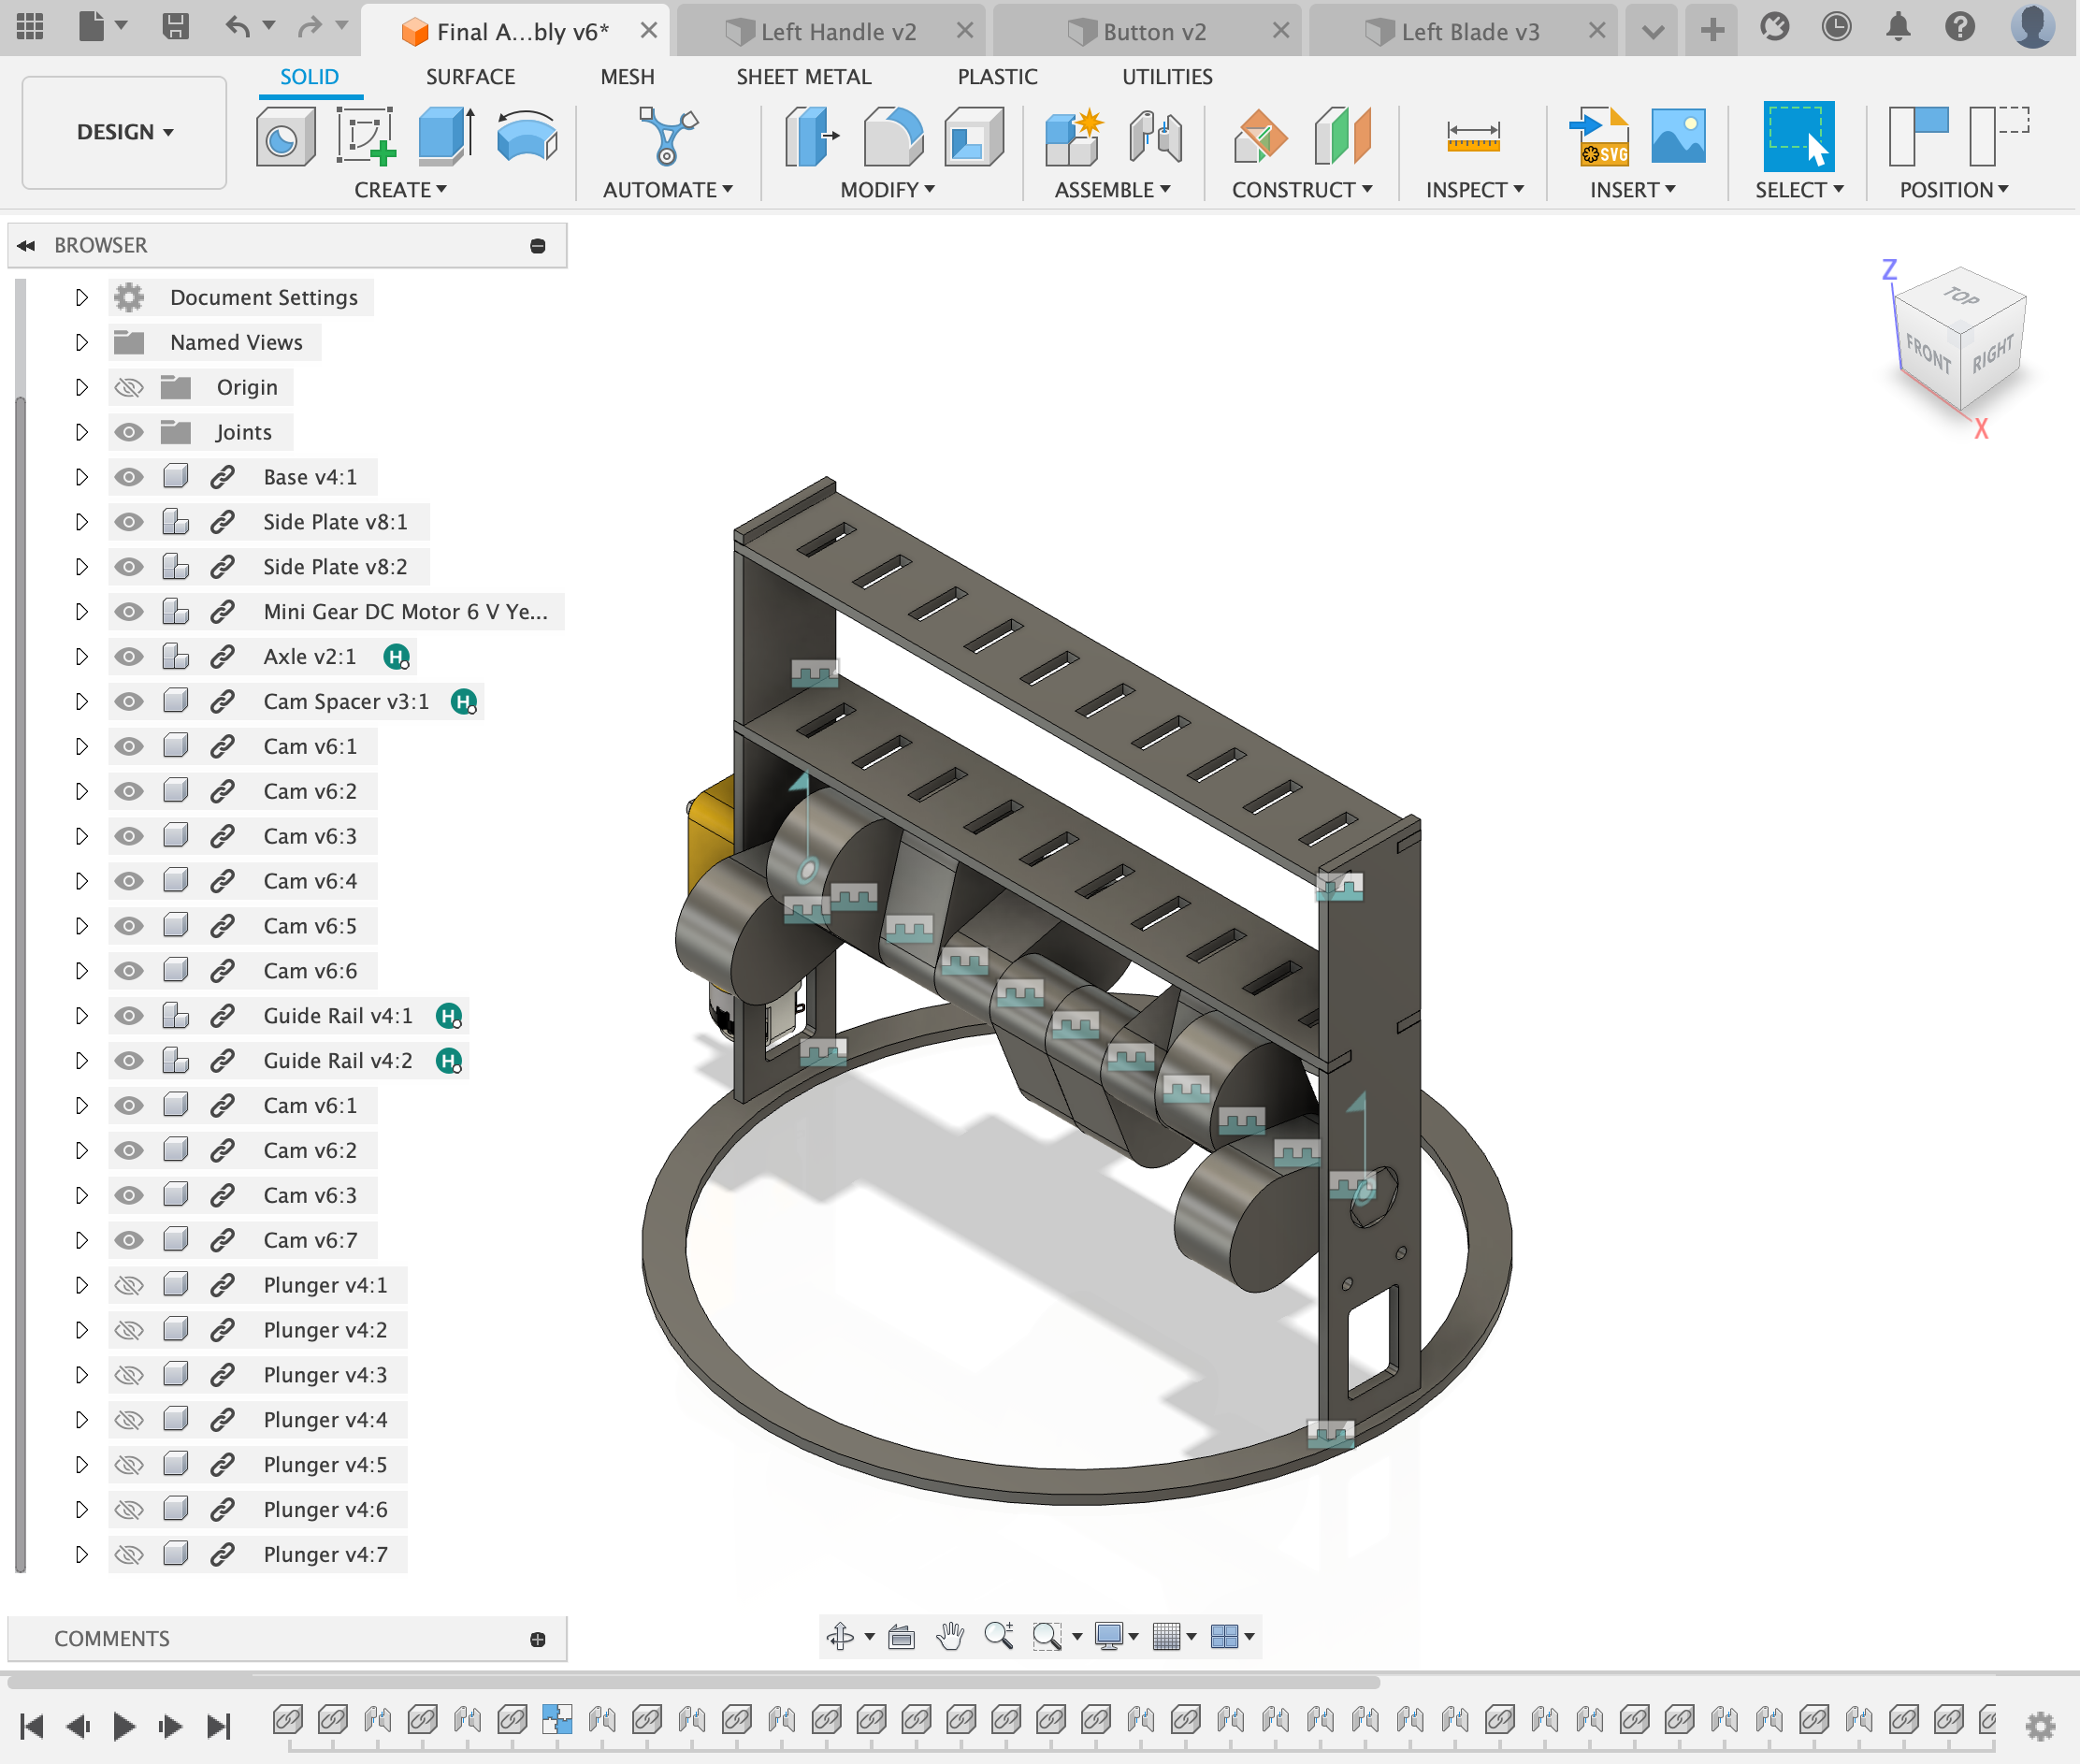 Final A...bly v6*
Left Handle v2
Button v2
Left Blade v3
SOLID
SURFACE
MESH
SHEET METAL
PLASTIC
UTILITIES
DESIGN
SVG
CREATE
AUTOMATE
MODIFY
ASSEMBLE
CONSTRUCT
INSPECT
INSERT
SELECT
POSITION
BROWSER
Document Settings
Named Views
Origin
Joints
Base v4:1
Side Plate v8:1
Side Plate v8:2
Mini Gear DC Motor 6 V Ye...
Axle v2:1 H
Cam Spacer v3:1 H
Cam v6:1
Cam v6:2
Cam v6:3
Cam v6:4
Cam v6:5
Cam v6:6
Guide Rail v4:1 H
Guide Rail v4:2 H
Cam v6:1
Cam v6:2
Cam v6:3
Cam v6:7
Plunger v4:1
Plunger v4:2
Plunger v4:3
Plunger v4:4
Plunger v4:5
Plunger v4:6
Plunger v4:7
Z
TOP
FRONT
RIGHT
X
COMMENTS